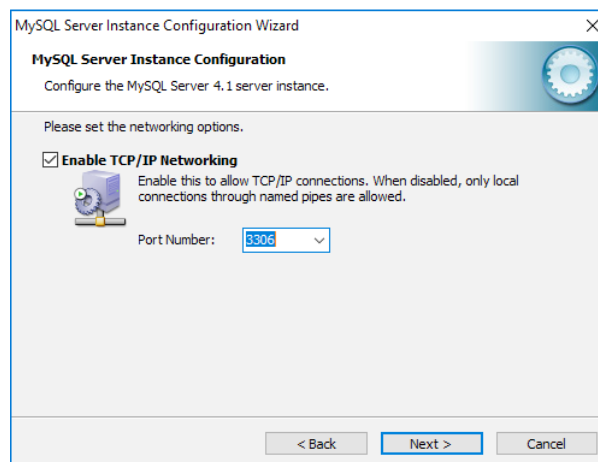 MySQL Server Instance Configuration Wizard
MySQL Server Instance Configuration
Configure the MySQL Server 4.1 server instance.
Please set the networking options.
Enable TCP/IP Networking
Enable this to allow TCP/IP connections. When disabled, only local
connections through named pipes are allowed.
Port Number: 3306
< Back Next > Cancel